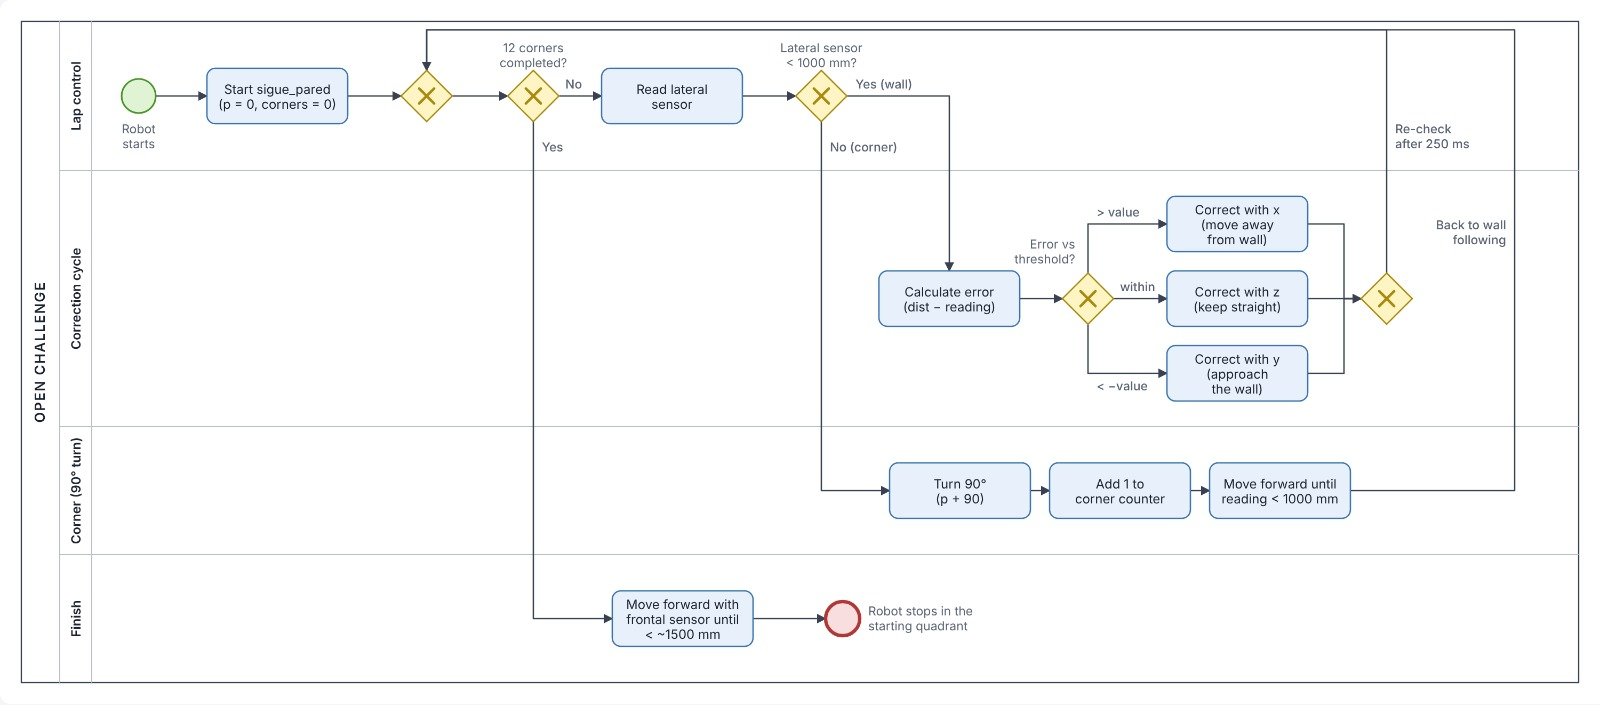 OPEN CHALLENGE
Lap control
Robot
starts
Start sigue_pared
(p = 0, corners = 0)
12 corners
completed?
No
Yes
Read lateral
sensor
Lateral sensor
< 1000 mm?
Yes (wall)
No (corner)
Re-check
after 250 ms
Correction cycle
Calculate error
(dist − reading)
Error vs
threshold?
> value
within
< −value
Correct with x
(move away
from wall)
Correct with z
(keep straight)
Correct with y
(approach
the wall)
Back to wall
following
Corner (90° turn)
Turn 90°
(p + 90)
Add 1 to
corner counter
Move forward until
reading < 1000 mm
Finish
Move forward with
frontal sensor until
< ~1500 mm
Robot stops in the
starting quadrant